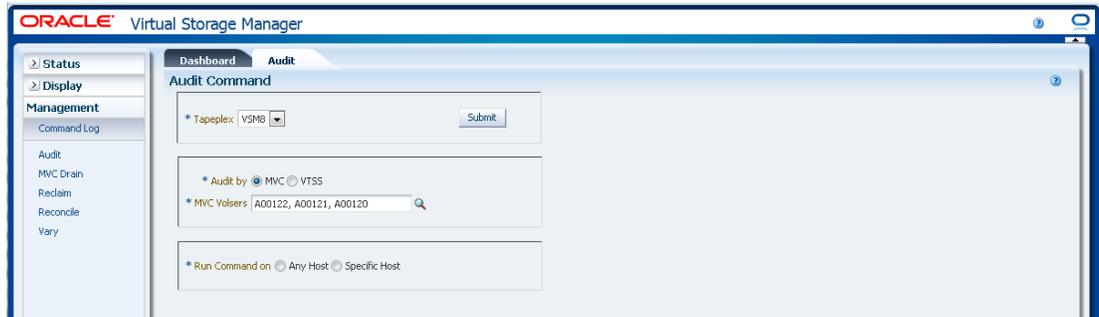 ORACLE Virtual Storage Manager
Status
Display
Management
Command Log
Audit
MVC Drain
Reclaim
Reconcile
Vary
Dashboard Audit
Audit Command
* Tapeplex VSM8 Submit
* Audit by MVC VTSS
* MVC Volsers A00122, A00121, A00120
* Run Command on Any Host Specific Host